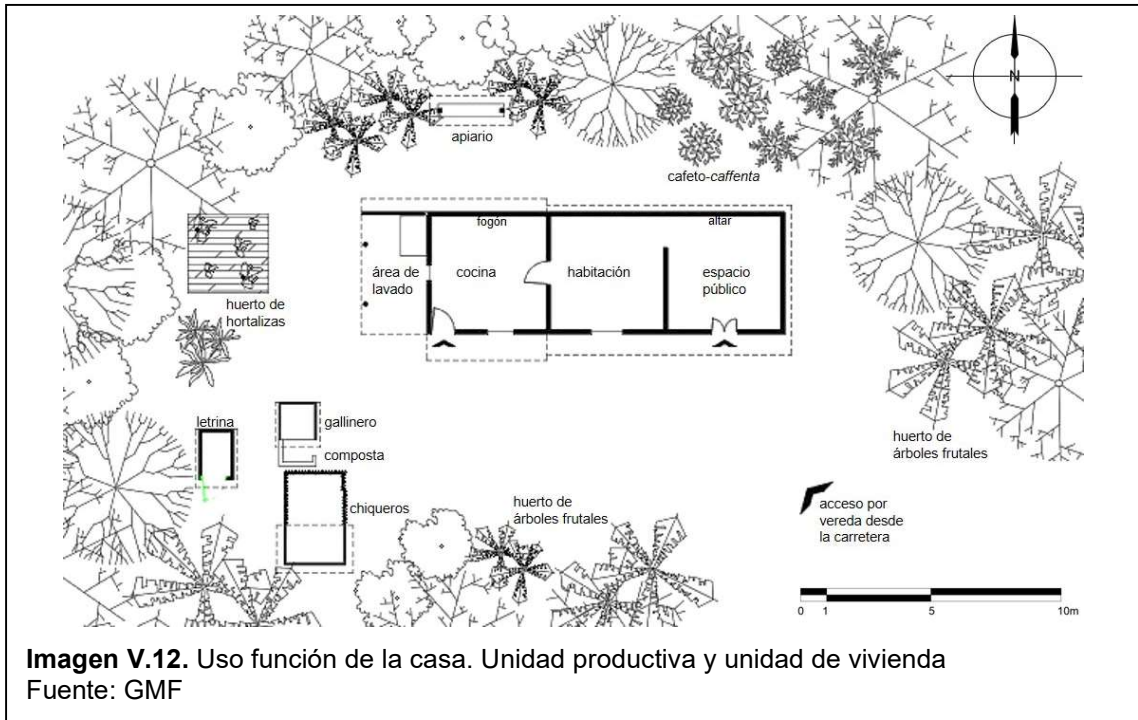 N
apiario
cafeto-caffenta
fogón
altar
área de
lavado
cocina
habitación
espacio
público
huerto de
hortalizas
letrina
gallinero
composta
chiqueros
huerto de
árboles frutales
huerto de
árboles frutales
acceso por
vereda desde
la carretera
0 1 5 10m
Imagen V.12. Uso función de la casa. Unidad productiva y unidad de vivienda
Fuente: GMF